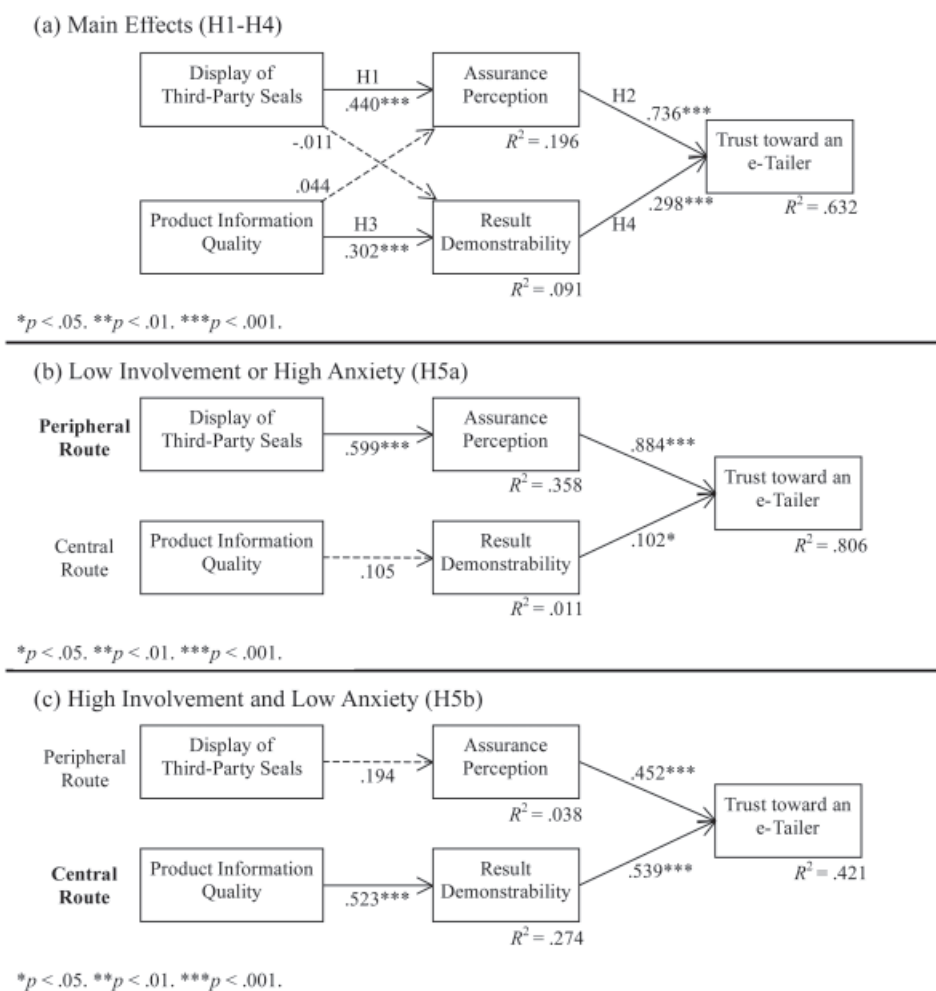 (a) Main Effects (H1-H4)
Display of
Third-Party Seals
H1
.440***
Assurance
Perception
R² = .196
H2
.736***
-.011
.044
Trust toward an
e-Tailer
R² = .632
Product Information
Quality
H3
.302***
Result
Demonstrability
R² = .091
.298***
H4
*p < .05. **p < .01. ***p < .001.
(b) Low Involvement or High Anxiety (H5a)
Peripheral
Route
Display of
Third-Party Seals
.599***
Assurance
Perception
R² = .358
.884***
Trust toward an
e-Tailer
R² = .806
Central
Route
Product Information
Quality
.105
Result
Demonstrability
R² = .011
.102*
*p < .05. **p < .01. ***p < .001.
(c) High Involvement and Low Anxiety (H5b)
Peripheral
Route
Display of
Third-Party Seals
.194
Assurance
Perception
R² = .038
.452***
Trust toward an
e-Tailer
R² = .421
Central
Route
Product Information
Quality
.523***
Result
Demonstrability
R² = .274
.539***
*p < .05. **p < .01. ***p < .001.